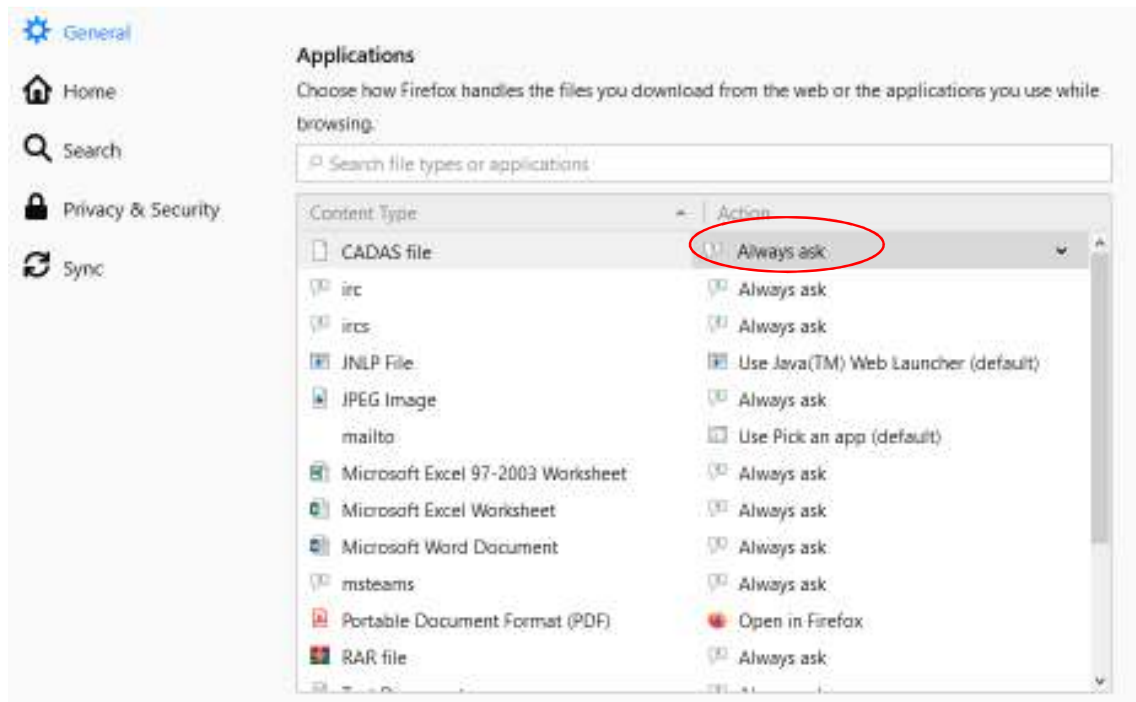 General
Home
Search
Privacy & Security
Sync
Applications
Choose how Firefox handles the files you download from the web or the applications you use while
browsing.
Search file types or applications
Content Type Action
CADAS file Always ask
irc Always ask
ircs Always ask
JNLP File Use Java(TM) Web Launcher (default)
JPEG Image Always ask
mailto Use Pick an app (default)
Microsoft Excel 97-2003 Worksheet Always ask
Microsoft Excel Worksheet Always ask
Microsoft Word Document Always ask
msteams Always ask
Portable Document Format (PDF) Open in Firefox
RAR file Always ask